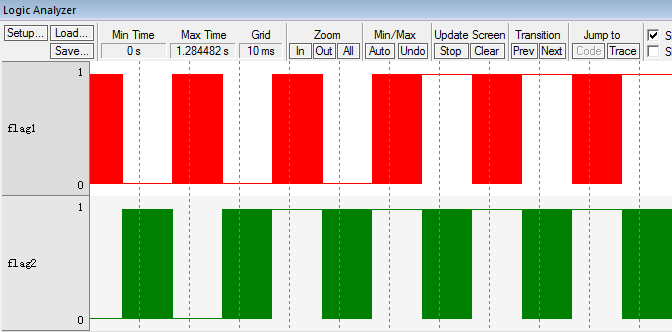 Logic Analyzer
Setup... Load... Min Time Max Time Grid Zoom Min/Max Update Screen Transition Jump to S
Save... 0 s 1.284482 s 10 ms In Out All Auto Undo Stop Clear Prev Next Code Trace S
1
flag1
0
1
flag2
0